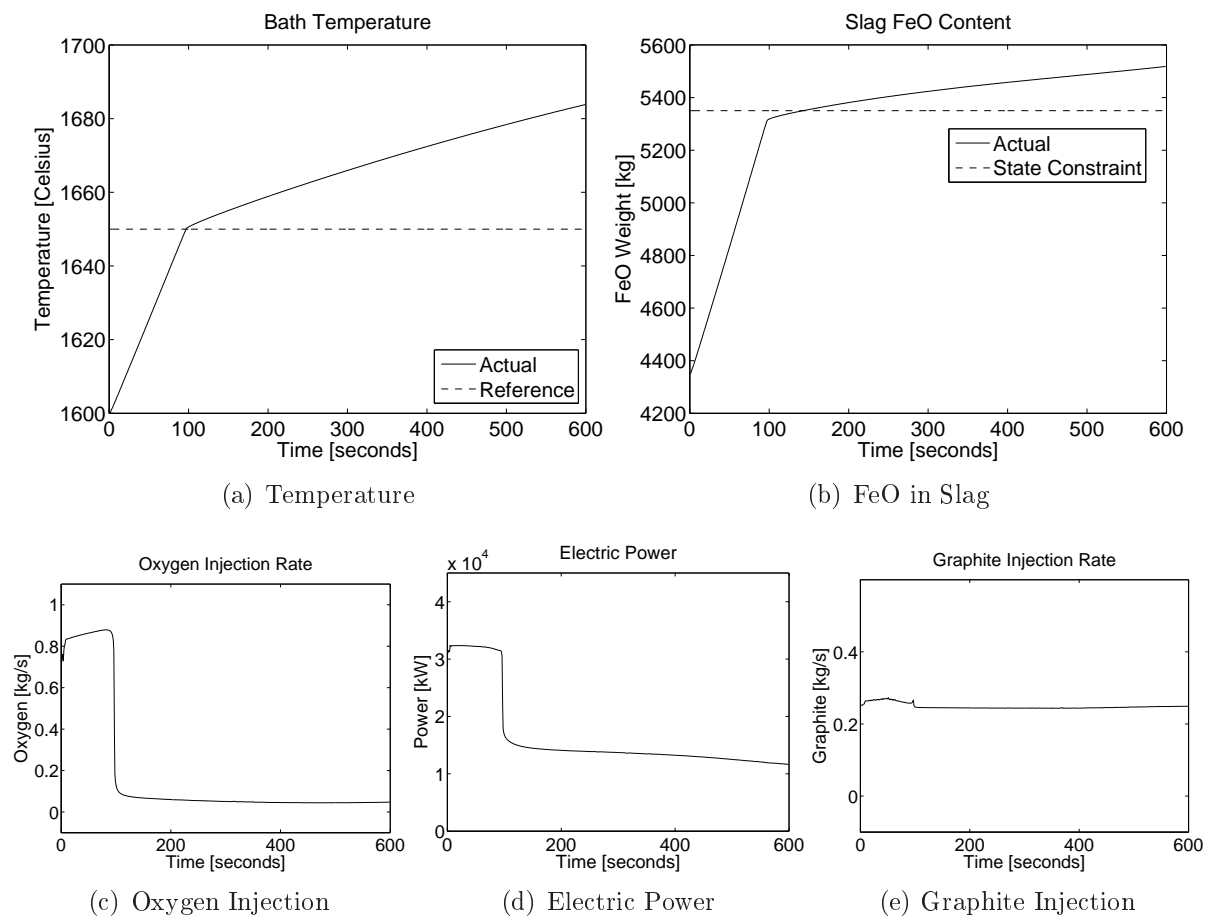 Bath Temperature
1700
1680
1660
1640
1620
1600
Temperature [Celsius]
Actual
Reference
0 100 200 300 400 500 600
Time [seconds]
(a) Temperature
Slag FeO Content
5600
5400
5200
5000
4800
4600
4400
4200
FeO Weight [kg]
Actual
State Constraint
0 100 200 300 400 500 600
Time [seconds]
(b) FeO in Slag
Oxygen Injection Rate
1
0.8
0.6
0.4
0.2
0
Oxygen [kg/s]
0 200 400 600
Time [seconds]
(c) Oxygen Injection
x 10^4
Electric Power
4
3
2
1
0
Power [kW]
0 200 400 600
Time [seconds]
(d) Electric Power
Graphite Injection Rate
0.4
0.2
0
Graphite [kg/s]
0 200 400 600
Time [seconds]
(e) Graphite Injection